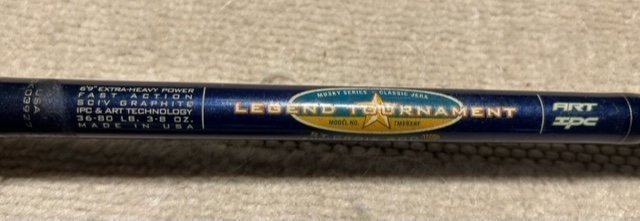 6'9" EXTRA-HEAVY POWER
FAST ACTION
SCIV GRAPHITE
IPC & ART TECHNOLOGY
36-80 LB. 3-8 OZ.
MADE IN USA
USA
MUSKY SERIES CLASSIC JERK
LEGEND TOURNAMENT
MODEL NO.
ART
IPC